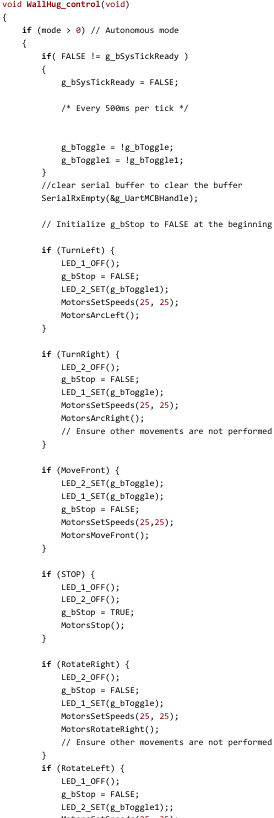 void WallHug_control(void)
{
if (mode > 0) // Autonomous mode
{
if( FALSE != g_bSysTickReady )
{
g_bSysTickReady = FALSE;
/* Every 500ms per tick */
g_bToggle = !g_bToggle;
g_bToggle1 = !g_bToggle1;
}
//clear serial buffer to clear the buffer
SerialRxEmpty(&g_UartMCBHandle);
// Initialize g_bStop to FALSE at the beginning
if (TurnLeft) {
LED_1_OFF();
g_bStop = FALSE;
LED_2_SET(g_bToggle1);
MotorsSetSpeeds(25, 25);
MotorsArcLeft();
}
if (TurnRight) {
LED_2_OFF();
g_bStop = FALSE;
LED_1_SET(g_bToggle);
MotorsSetSpeeds(25, 25);
MotorsArcRight();
// Ensure other movements are not performed
}
if (MoveFront) {
LED_2_SET(g_bToggle);
LED_1_SET(g_bToggle);
g_bStop = FALSE;
MotorsSetSpeeds(25,25);
MotorsMoveFront();
}
if (STOP) {
LED_1_OFF();
LED_2_OFF();
g_bStop = TRUE;
MotorsStop();
}
if (RotateRight) {
LED_2_OFF();
g_bStop = FALSE;
LED_1_SET(g_bToggle);
MotorsSetSpeeds(25, 25);
MotorsRotateRight();
// Ensure other movements are not performed
}
if (RotateLeft) {
LED_1_OFF();
g_bStop = FALSE;
LED_2_SET(g_bToggle1);;